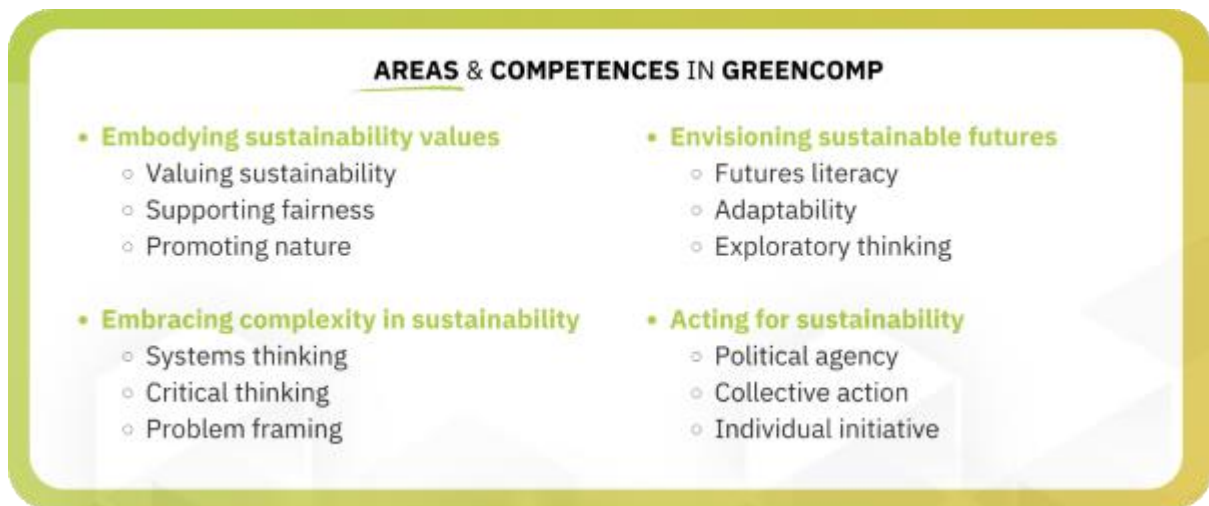 AREAS & COMPETENCES IN GREENCOMP
• Embodying sustainability values
◦ Valuing sustainability
◦ Supporting fairness
◦ Promoting nature
• Embracing complexity in sustainability
◦ Systems thinking
◦ Critical thinking
◦ Problem framing
• Envisioning sustainable futures
◦ Futures literacy
◦ Adaptability
◦ Exploratory thinking
• Acting for sustainability
◦ Political agency
◦ Collective action
◦ Individual initiative